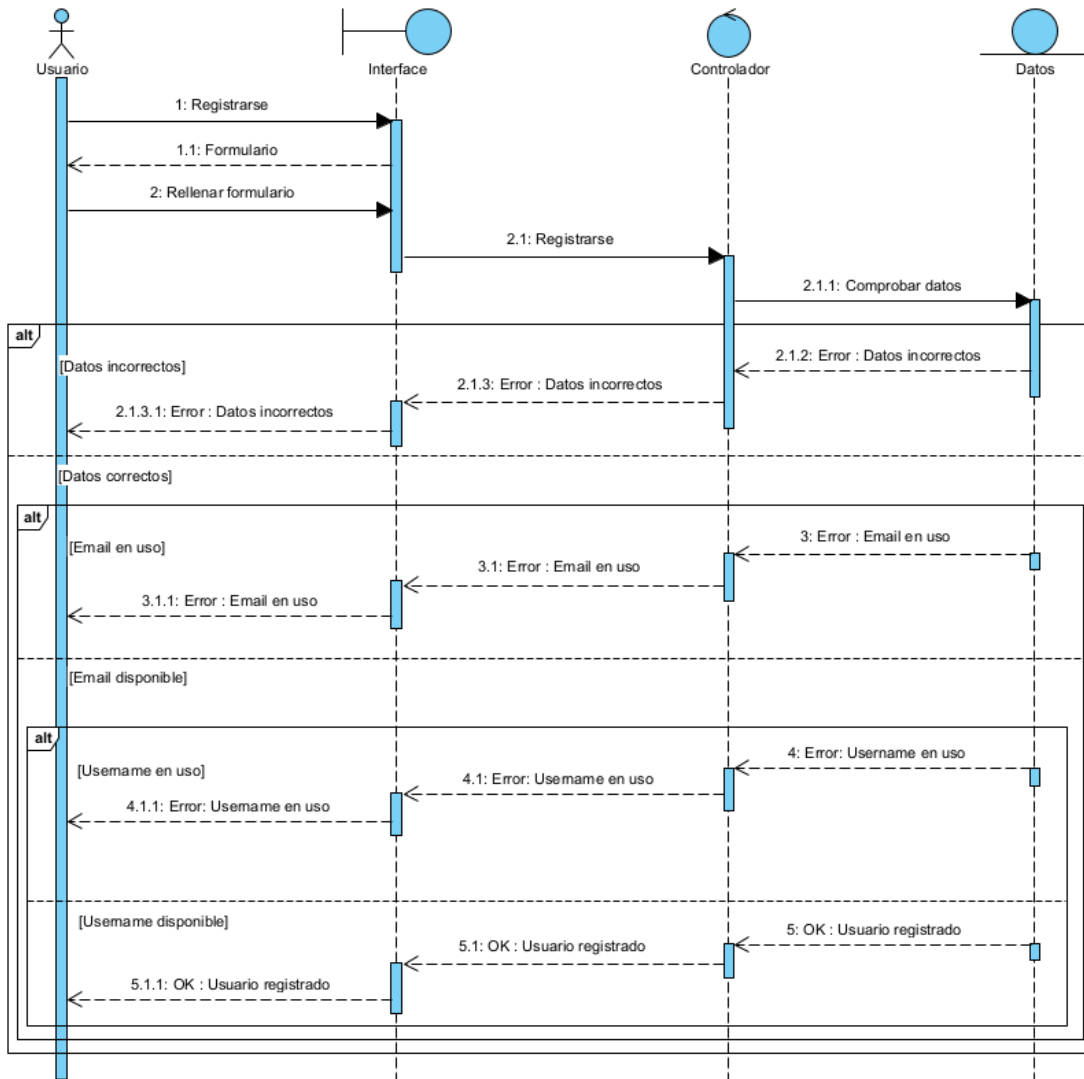 Usuario
Interface
Controlador
Datos
1: Registrarse
1.1: Formulario
2: Rellenar formulario
2.1: Registrarse
2.1.1: Comprobar datos
alt
[Datos incorrectos]
2.1.2: Error : Datos incorrectos
2.1.3: Error : Datos incorrectos
2.1.3.1: Error : Datos incorrectos
[Datos correctos]
alt
[Email en uso]
3: Error : Email en uso
3.1: Error : Email en uso
3.1.1: Error : Email en uso
[Email disponible]
alt
[Username en uso]
4: Error: Username en uso
4.1: Error: Username en uso
4.1.1: Error: Username en uso
[Username disponible]
5: OK : Usuario registrado
5.1: OK : Usuario registrado
5.1.1: OK : Usuario registrado